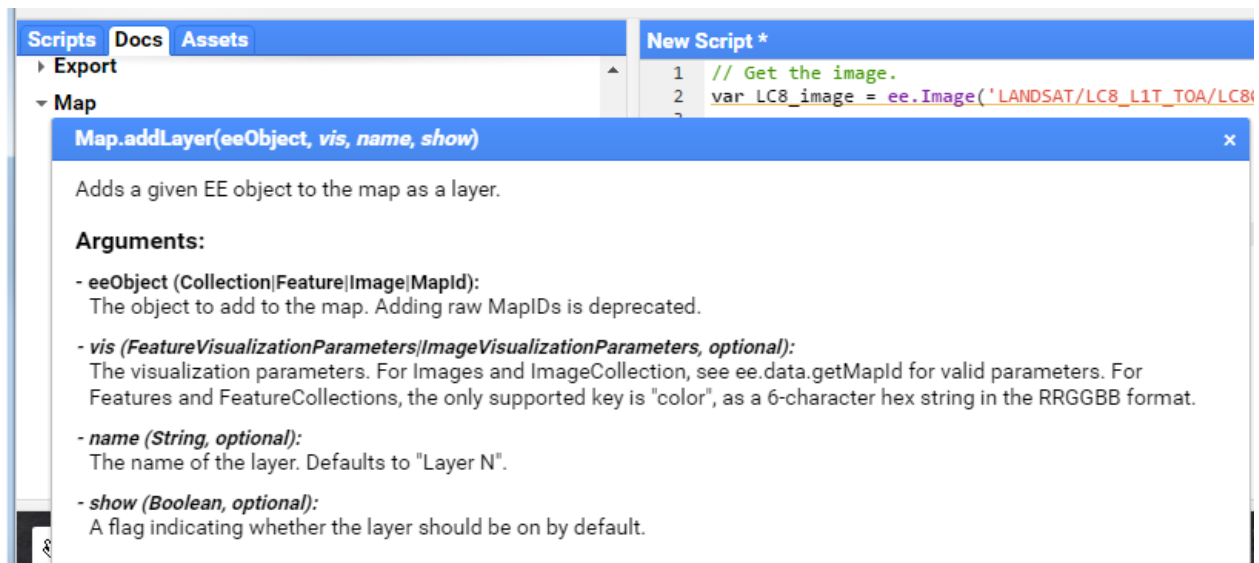 Scripts Docs Assets
New Script *
Export
Map
1 // Get the image.
2 var LC8_image = ee.Image('LANDSAT/LC8_L1T_TOA/LC8
Map.addLayer(eeObject, vis, name, show)
Adds a given EE object to the map as a layer.
Arguments:
- eeObject (Collection|Feature|Image|MapId):
The object to add to the map. Adding raw MapIDs is deprecated.
- vis (FeatureVisualizationParameters|ImageVisualizationParameters, optional):
The visualization parameters. For Images and ImageCollection, see ee.data.getMapId for valid parameters. For
Features and FeatureCollections, the only supported key is "color", as a 6-character hex string in the RRGGBB format.
- name (String, optional):
The name of the layer. Defaults to "Layer N".
- show (Boolean, optional):
A flag indicating whether the layer should be on by default.